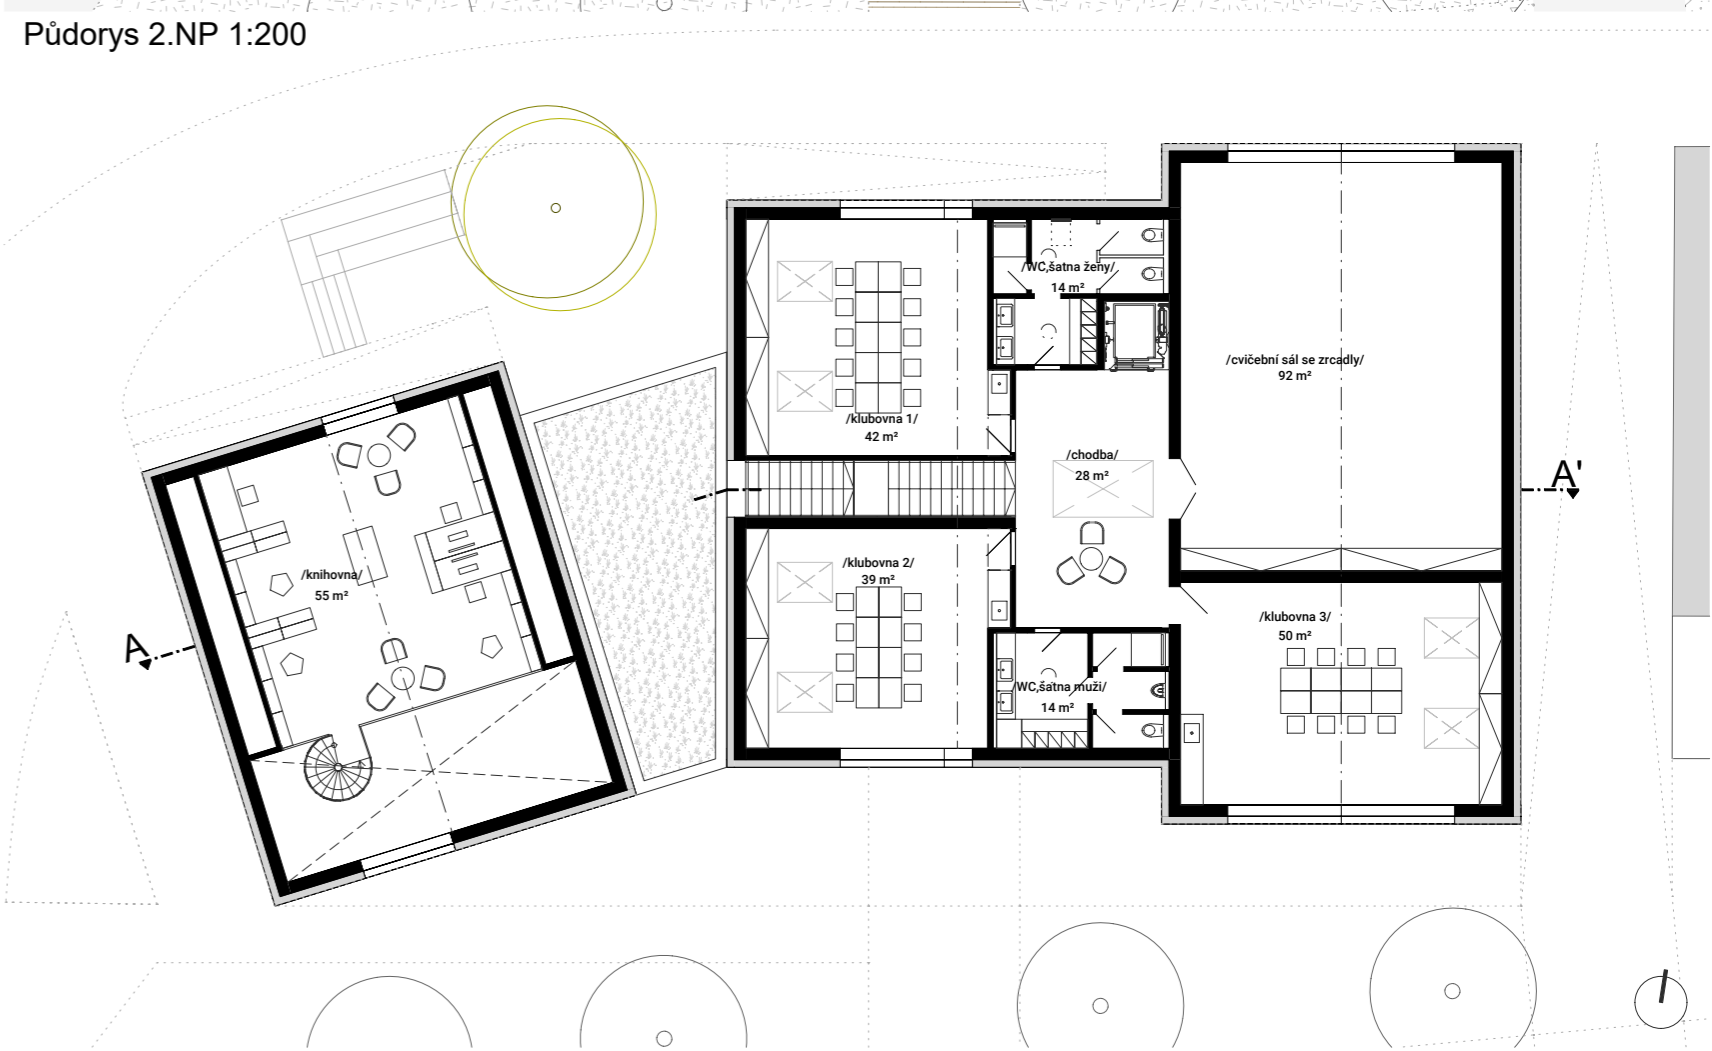 Půdorys 2.NP 1:200
/WC,šatna ženy/
14 m²
/cvičební sál se zrcadly/
92 m²
/klubovna 1/
42 m²
/chodba/
28 m²
A'
/klubovna 2/
39 m²
/knihovna/
55 m²
/klubovna 3/
50 m²
A
/WC,šatna muži/
14 m²